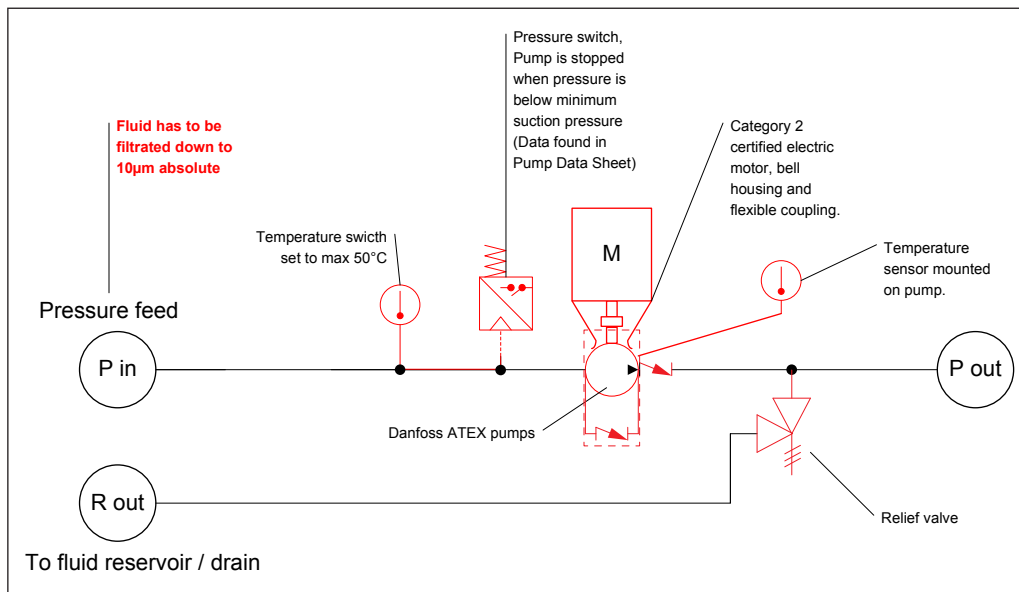 Pressure switch,
Pump is stopped
when pressure is
below minimum
suction pressure
(Data found in
Pump Data Sheet)
Fluid has to be
filtrated down to
10µm absolute
Category 2
certified electric
motor, bell
housing and
flexible coupling.
Temperature swicth
set to max 50°C
M
Temperature
sensor mounted
on pump.
Pressure feed
P in
P out
Danfoss ATEX pumps
R out
Relief valve
To fluid reservoir / drain